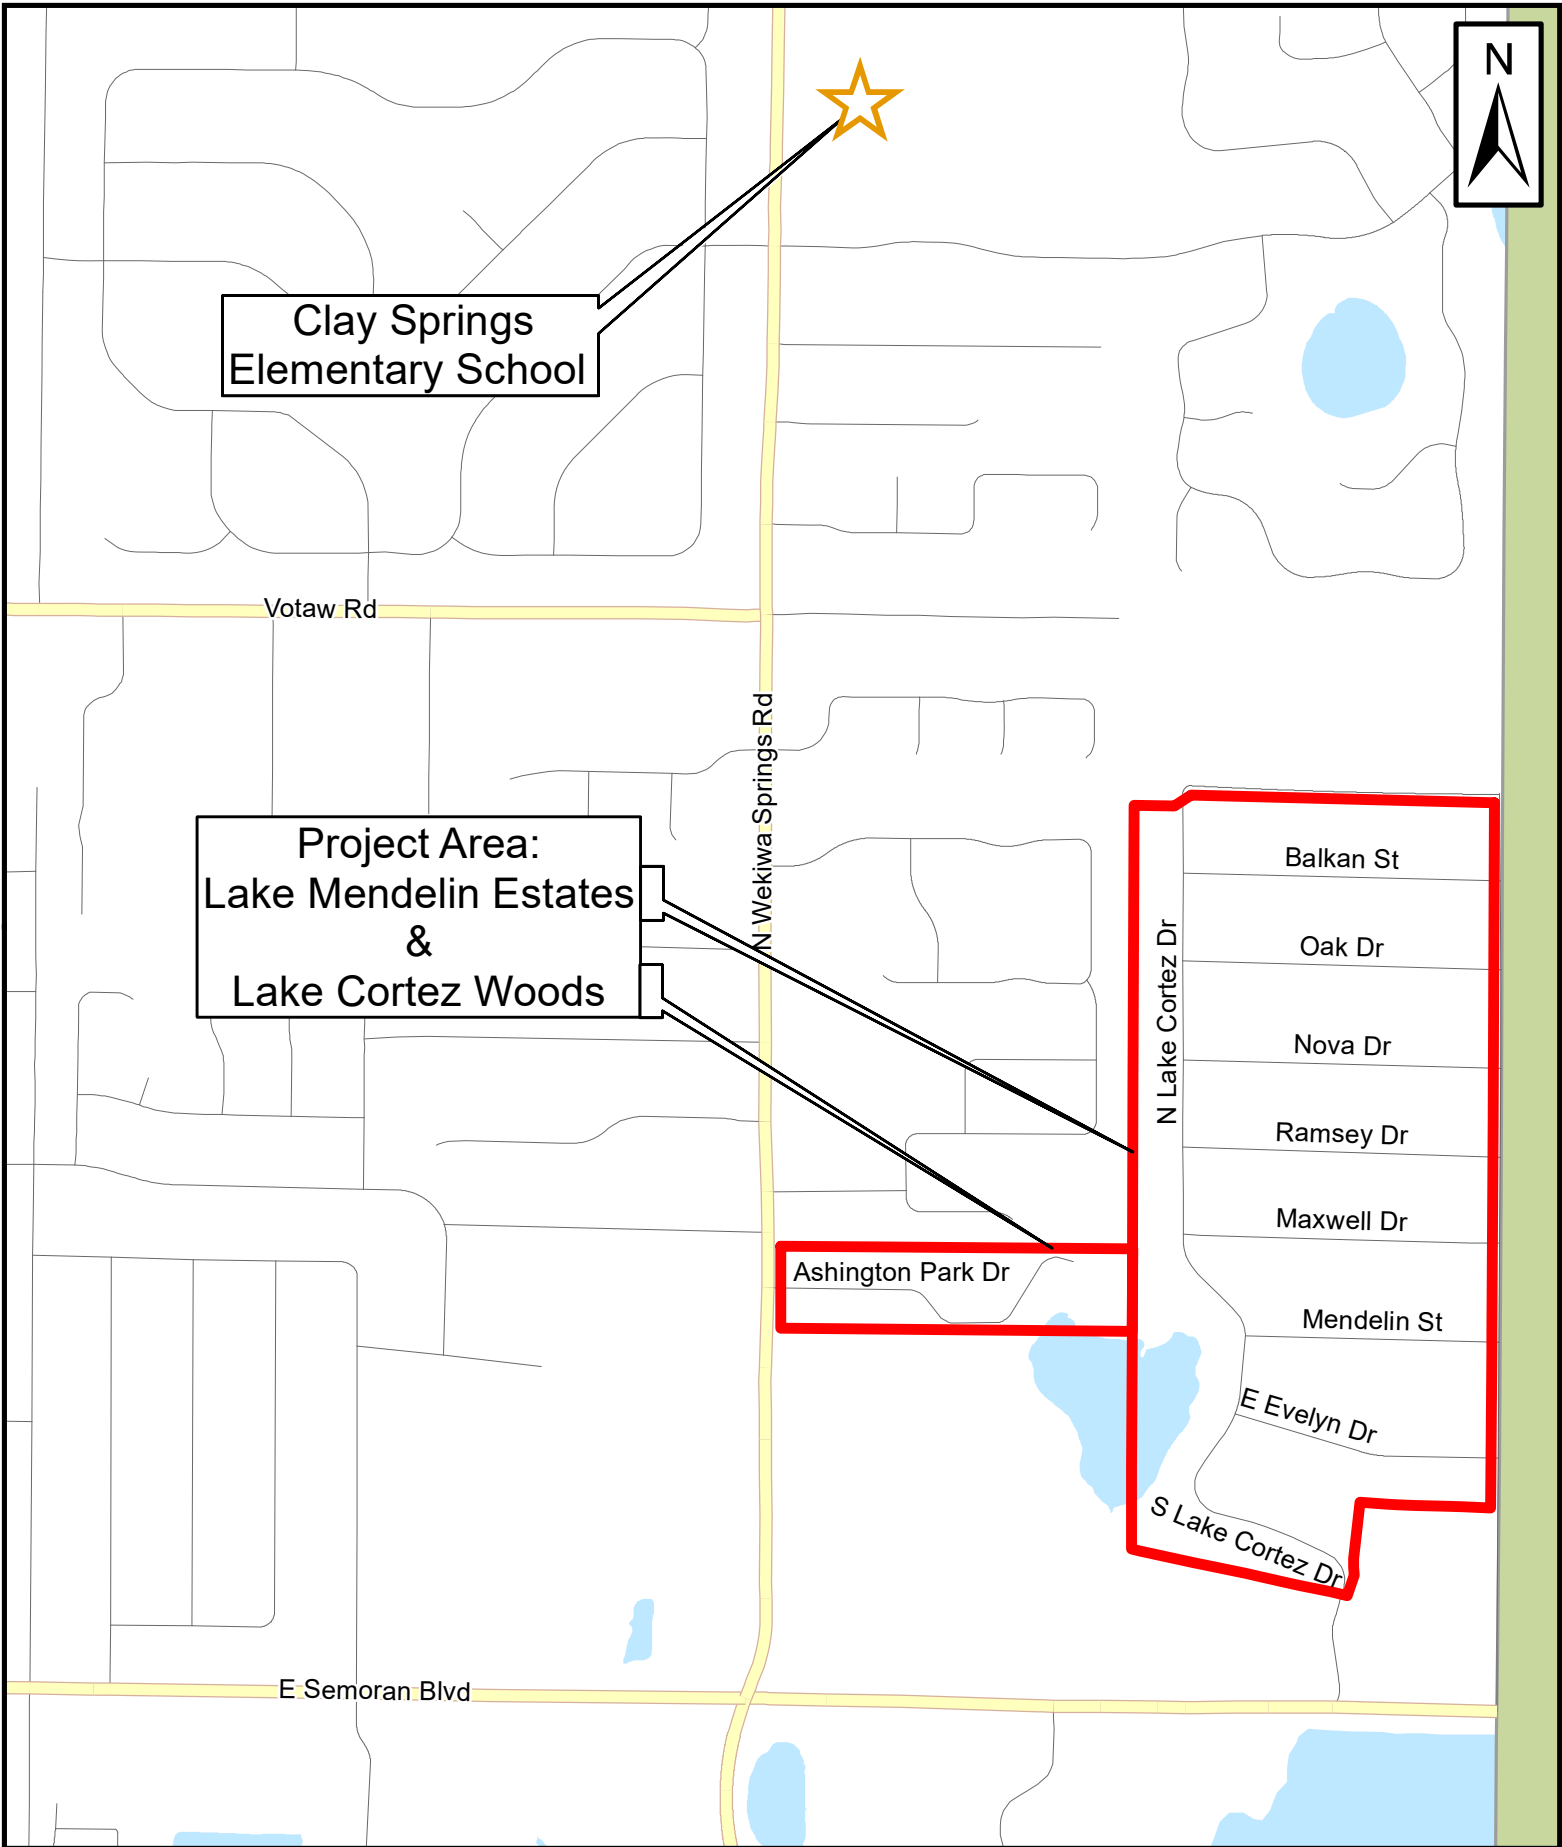 N
Clay Springs
Elementary School
Votaw Rd
N Wekiwa Springs Rd
Project Area:
Lake Mendelin Estates
&
Lake Cortez Woods
Balkan St
Oak Dr
N Lake Cortez Dr
Nova Dr
Ramsey Dr
Maxwell Dr
Ashington Park Dr
Mendelin St
E Evelyn Dr
S Lake Cortez Dr
E Semoran Blvd